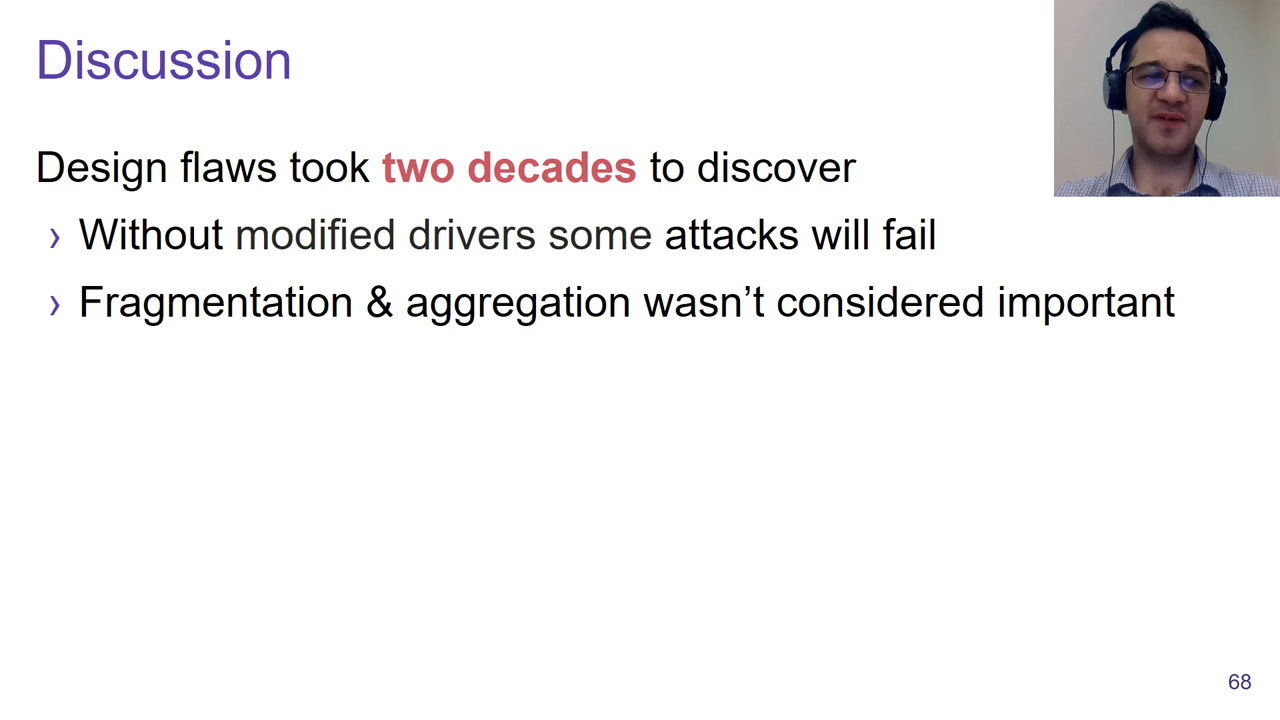 Discussion
Design flaws took two decades to discover
› Without modified drivers some attacks will fail
› Fragmentation & aggregation wasn’t considered important
68